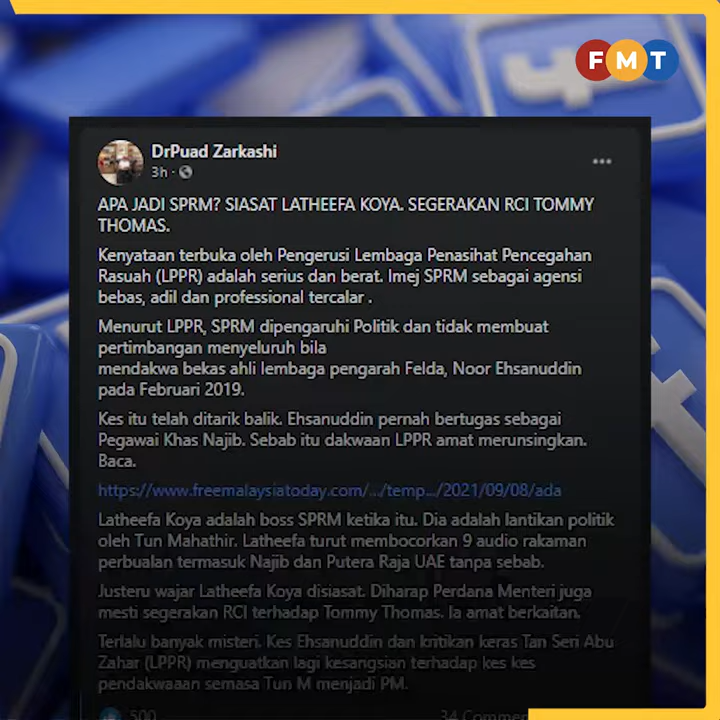 FMT
DrPuad Zarkashi
3h ·
APA JADI SPRM? SIASAT LATHEEFA KOYA. SEGERAKAN RCI TOMMY
THOMAS.
Kenyataan terbuka oleh Pengerusi Lembaga Penasihat Pencegahan
Rasuah (LPPR) adalah serius dan berat. Imej SPRM sebagai agensi
bebas, adil dan professional tercalar .
Menurut LPPR, SPRM dipengaruhi Politik dan tidak membuat
pertimbangan menyeluruh bila
mendakwa bekas ahli lembaga pengarah Felda, Noor Ehsanuddin
pada Februari 2019.
Kes itu telah ditarik balik. Ehsanuddin pernah bertugas sebagai
Pegawai Khas Najib. Sebab itu dakwaan LPPR amat merunsingkan.
Baca.
https://www.freemalaysiatoday.com/.../temp.../2021/09/08/ada
Latheefa Koya adalah boss SPRM ketika itu. Dia adalah lantikan politik
oleh Tun Mahathir. Latheefa turut membocorkan 9 audio rakaman
perbualan termasuk Najib dan Putera Raja UAE tanpa sebab.
Justeru wajar Latheefa Koya disiasat. Diharap Perdana Menteri juga
mesti segerakan RCI terhadap Tommy Thomas. Ia amat berkaitan.
Terlalu banyak misteri. Kes Ehsanuddin dan kritikan keras Tan Seri Abu
Zahar (LPPR) menguatkan lagi kesangsian terhadap kes kes
pendakwaaan semasa Tun M menjadi PM.
500 34 Commen